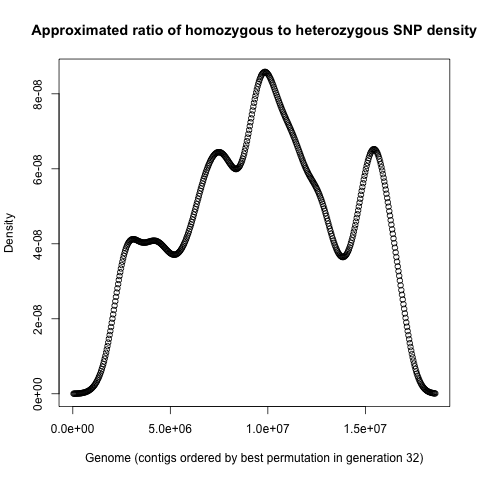 Approximated ratio of homozygous to heterozygous SNP density
8e-08
6e-08
4e-08
2e-08
0e+00
Density
0.0e+00 5.0e+06 1.0e+07 1.5e+07
Genome (contigs ordered by best permutation in generation 32)